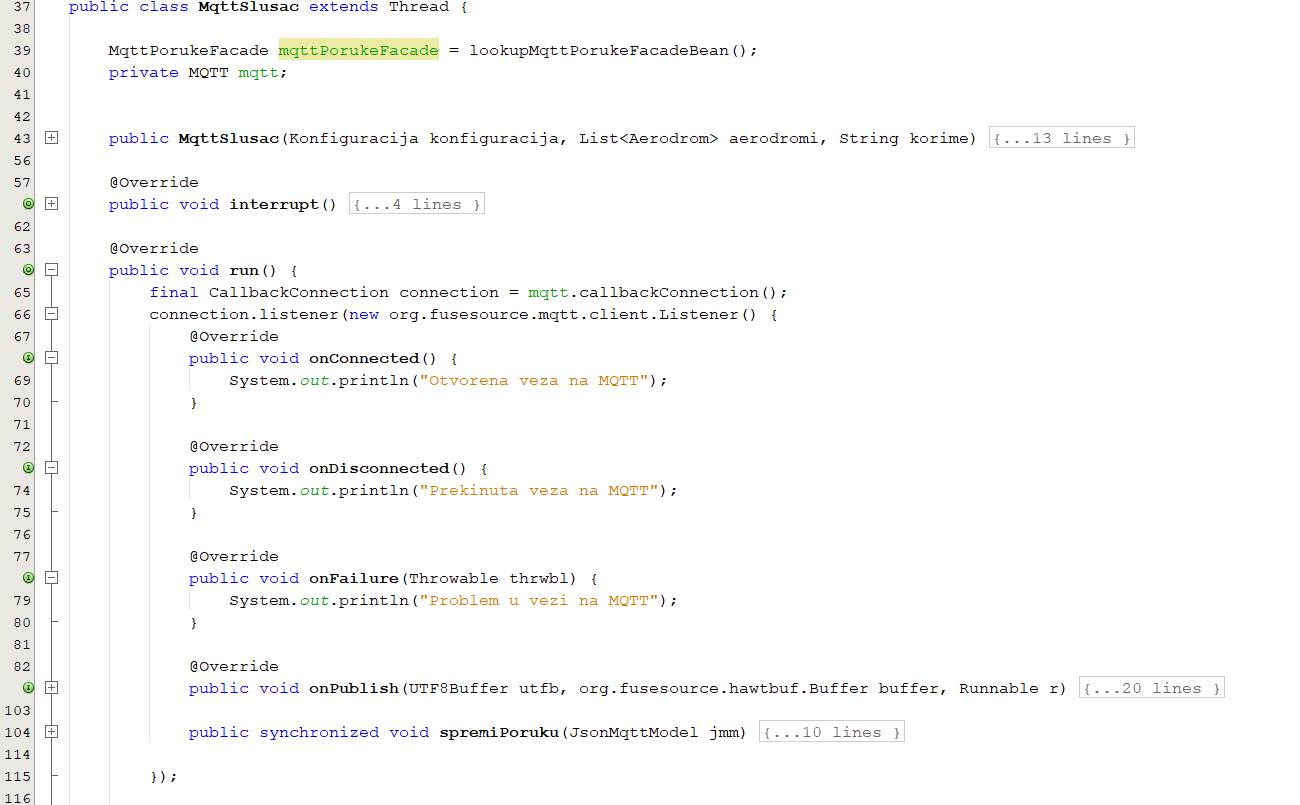 37 public class MqttSlusac extends Thread {
38
39 MqttPorukeFacade mqttPorukeFacade = lookupMqttPorukeFacadeBean();
40 private MQTT mqtt;
41
42
43 public MqttSlusac(Konfiguracija konfiguracija, List<Aerodrom> aerodromi, String korime) {...13 lines }
56
57 @Override
public void interrupt() {...4 lines }
62
63 @Override
public void run() {
65 final CallbackConnection connection = mqtt.callbackConnection();
66 connection.listener(new org.fusesource.mqtt.client.Listener() {
67 @Override
public void onConnected() {
69 System.out.println("Otvorena veza na MQTT");
70 }
71
72 @Override
public void onDisconnected() {
74 System.out.println("Prekinuta veza na MQTT");
75 }
76
77 @Override
public void onFailure(Throwable thrwbl) {
79 System.out.println("Problem u vezi na MQTT");
80 }
81
82 @Override
public void onPublish(UTF8Buffer utfb, org.fusesource.hawtbuf.Buffer buffer, Runnable r) {...20 lines }
103
104 public synchronized void spremiPoruku(JsonMqttModel jmm) {...10 lines }
114
115 });
116